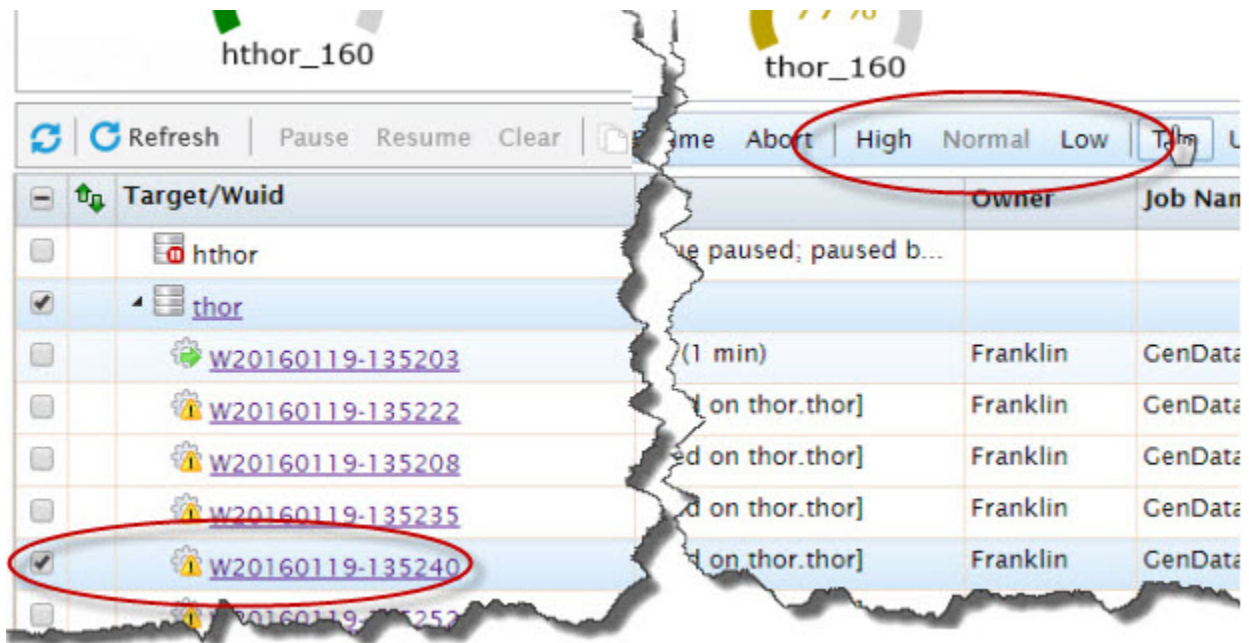 hthor_160
77%
thor_160
Refresh Pause Resume Clear
Abort High Normal Low
Target/Wuid Owner Job Nam
hthor paused; paused b...
thor
W20160119-135203 (1 min) Franklin GenData
W20160119-135222 on thor.thor] Franklin GenData
W20160119-135208 ed on thor.thor] Franklin GenData
W20160119-135235 d on thor.thor] Franklin GenData
W20160119-135240 on thor.thor] Franklin GenData